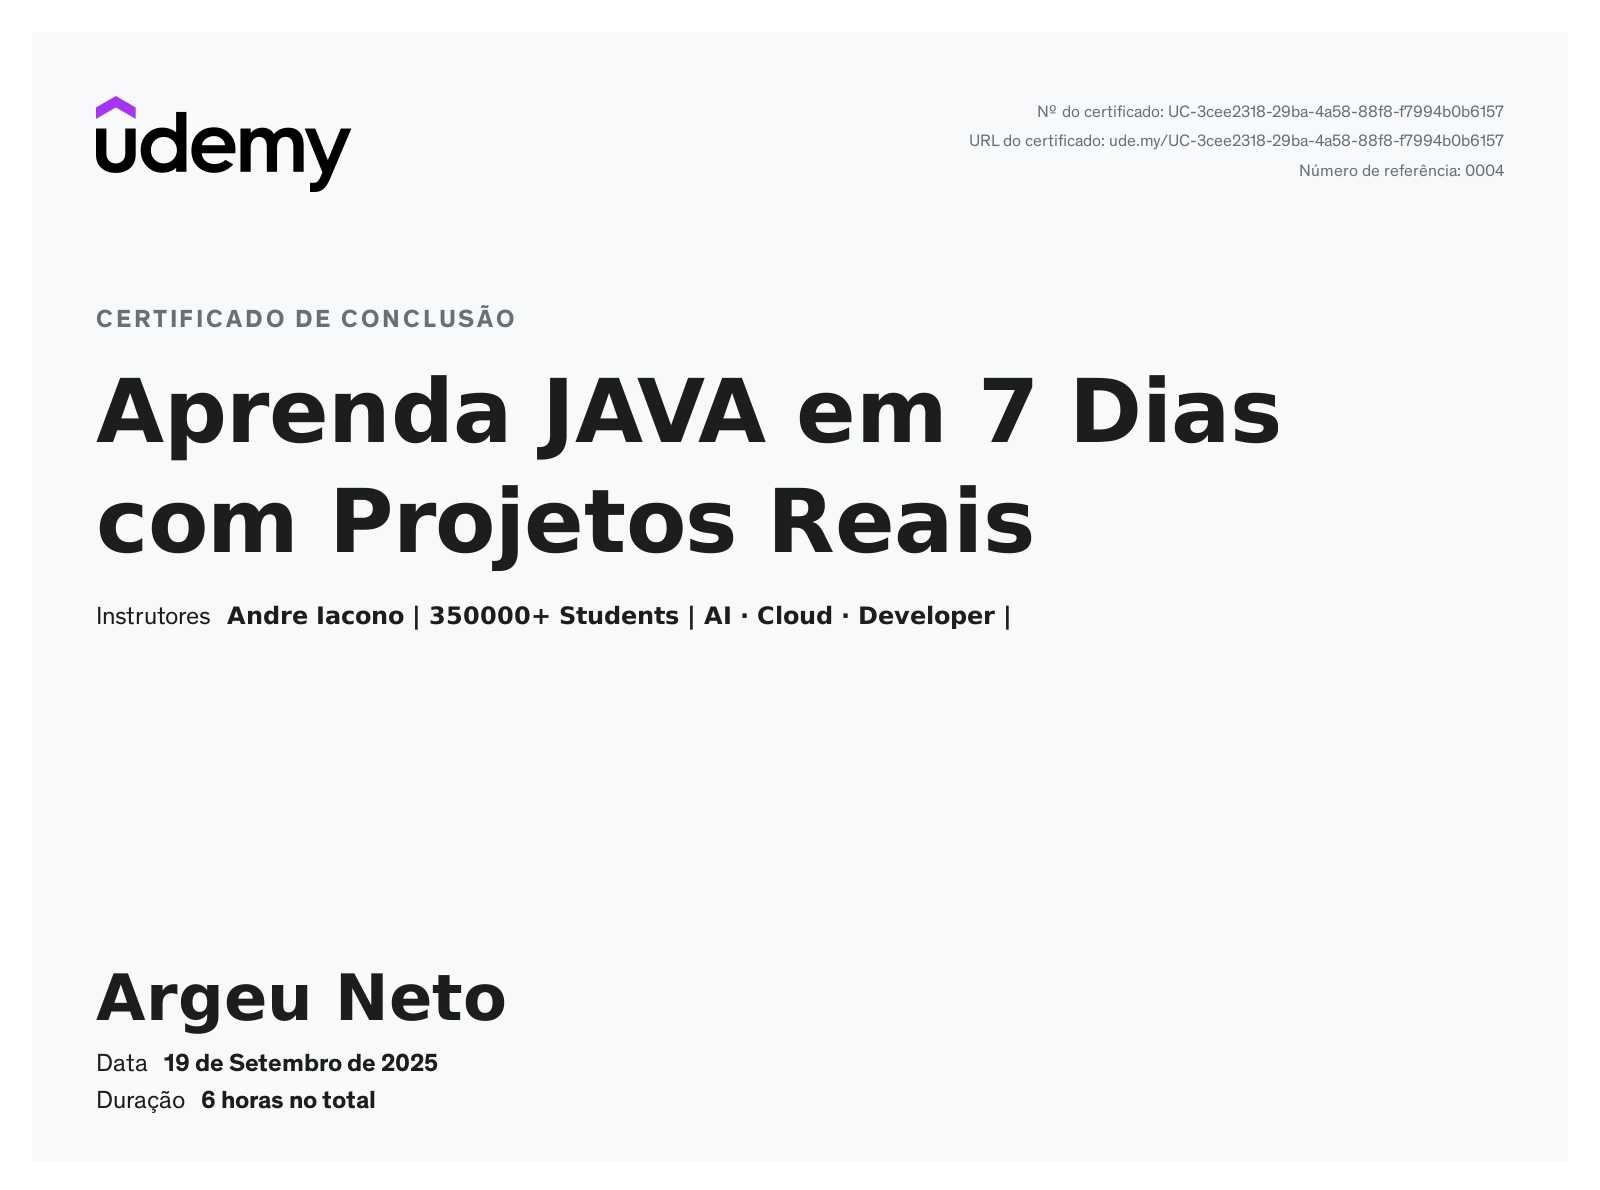 udemy
Nº do certificado: UC-3cee2318-29ba-4a58-88f8-f7994b0b6157
URL do certificado: ude.my/UC-3cee2318-29ba-4a58-88f8-f7994b0b6157
Número de referência: 0004
CERTIFICADO DE CONCLUSÃO
Aprenda JAVA em 7 Dias
com Projetos Reais
Instrutores Andre Iacono | 350000+ Students | AI · Cloud · Developer |
Argeu Neto
Data 19 de Setembro de 2025
Duração 6 horas no total